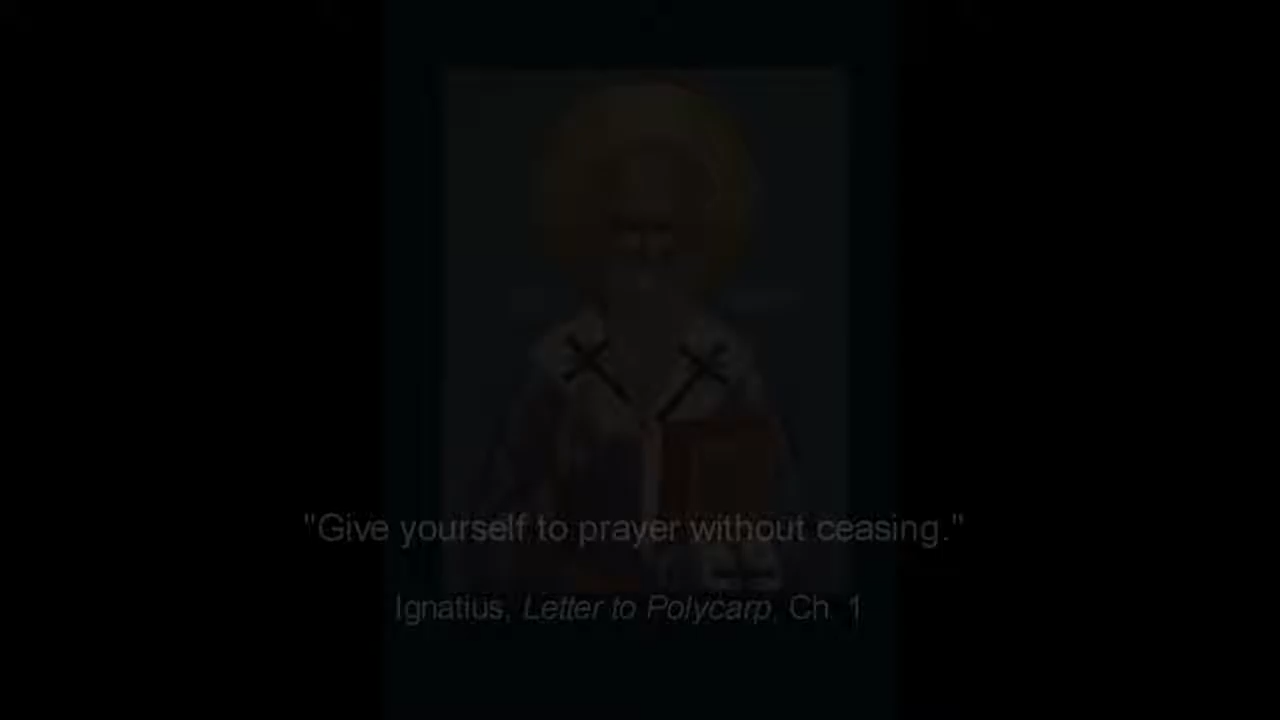 "Give yourself to prayer without ceasing."
Ignatius, Letter to Polycarp, Ch. 1